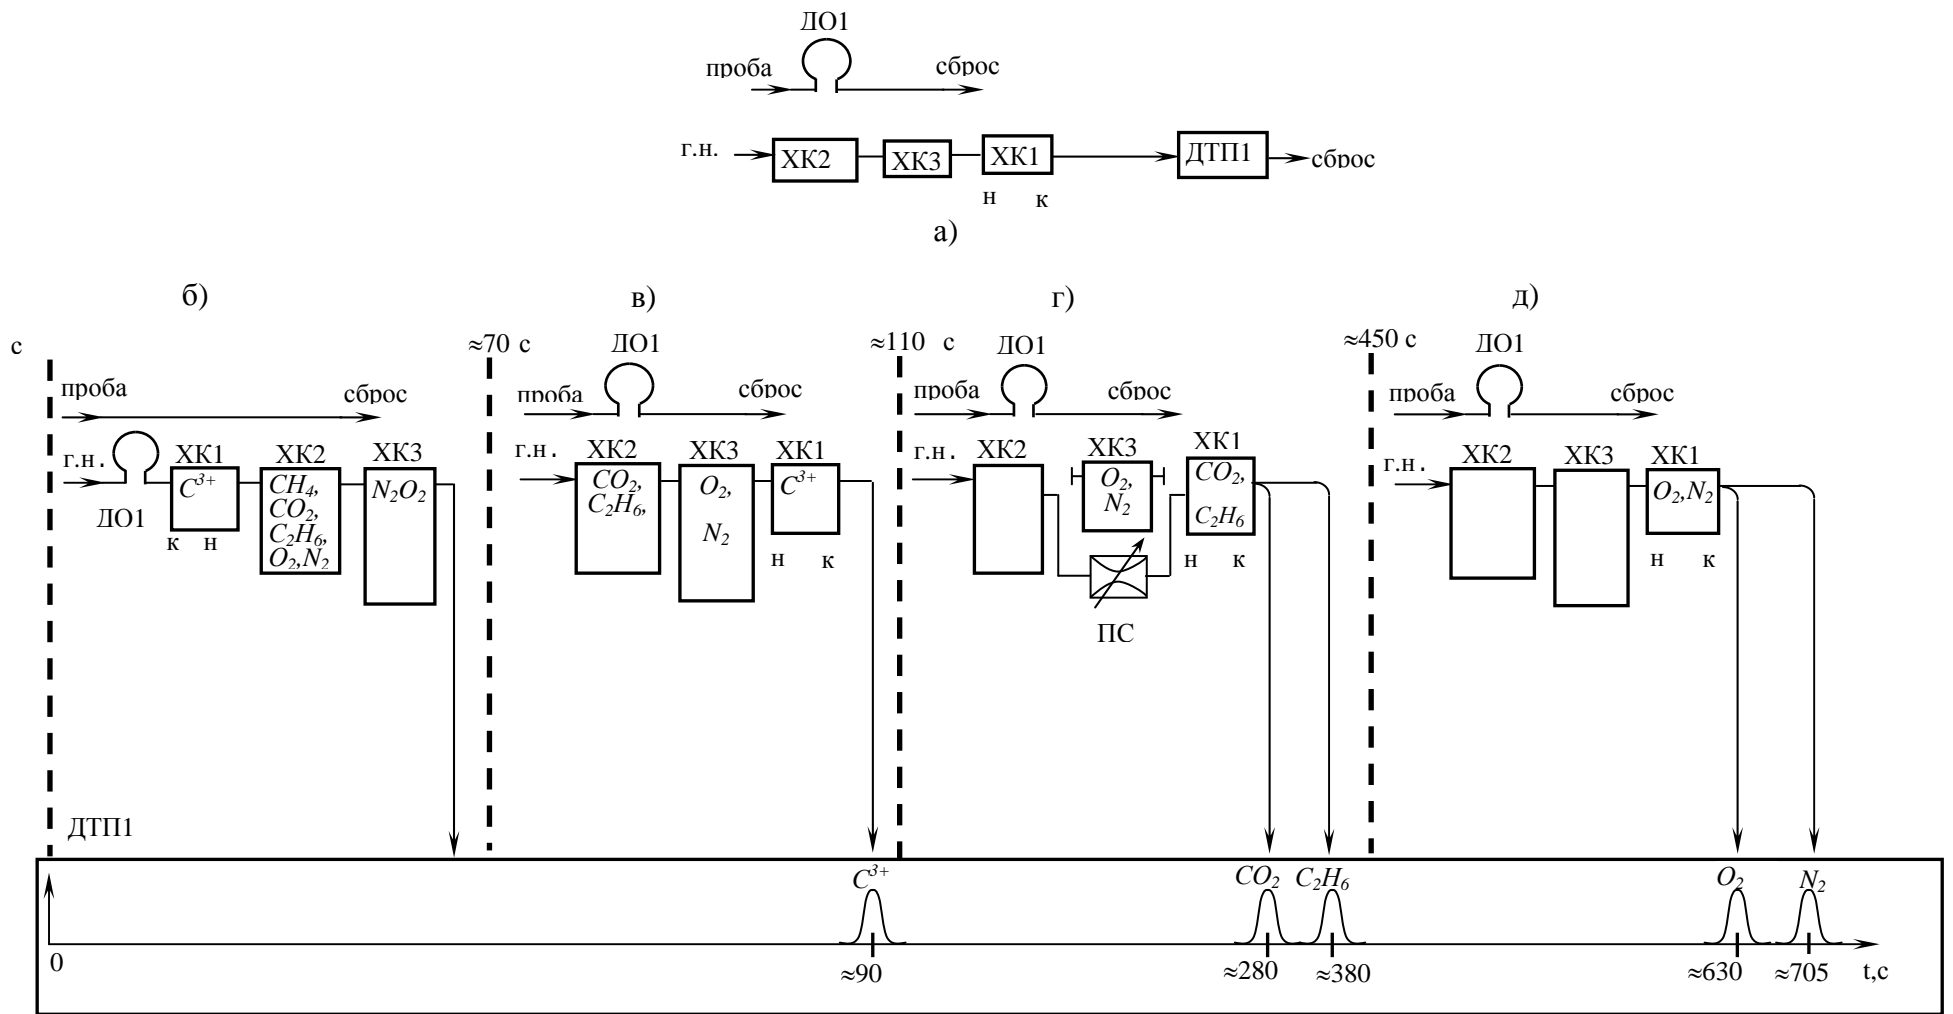 ДО1
проба
сброс
г.н.
ХК2
ХК3
ХК1
ДТП1
сброс
н
к
а)
б)
в)
г)
д)
с
≈70 с
≈110 с
≈450 с
проба
сброс
г.н.
ДО1
ХК1
C3+
к н
ХК2
CH4,
CO2,
C2H6,
O2,N2
ХК3
N2O2
ДО1
проба
сброс
г.н.
ХК2
CO2,
C2H6,
ХК3
O2,
N2
ХК1
C3+
н к
ДО1
проба
сброс
г.н.
ХК2
ХК3
O2,
N2
ПС
ХК1
CO2,
C2H6
н к
ДО1
проба
сброс
г.н.
ХК2
ХК3
ХК1
O2,N2
н к
ДТП1
C3+
CO2
C2H6
O2
N2
0
≈90
≈280
≈380
≈630
≈705
t,с